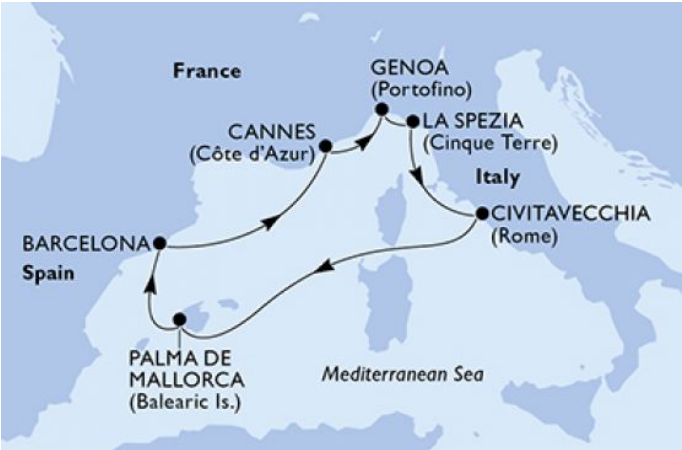 France
GENOA
(Portofino)
LA SPEZIA
(Cinque Terre)
CANNES
(Côte d'Azur)
Italy
CIVITAVECCHIA
(Rome)
BARCELONA
Spain
PALMA DE
MALLORCA
(Balearic Is.)
Mediterranean Sea